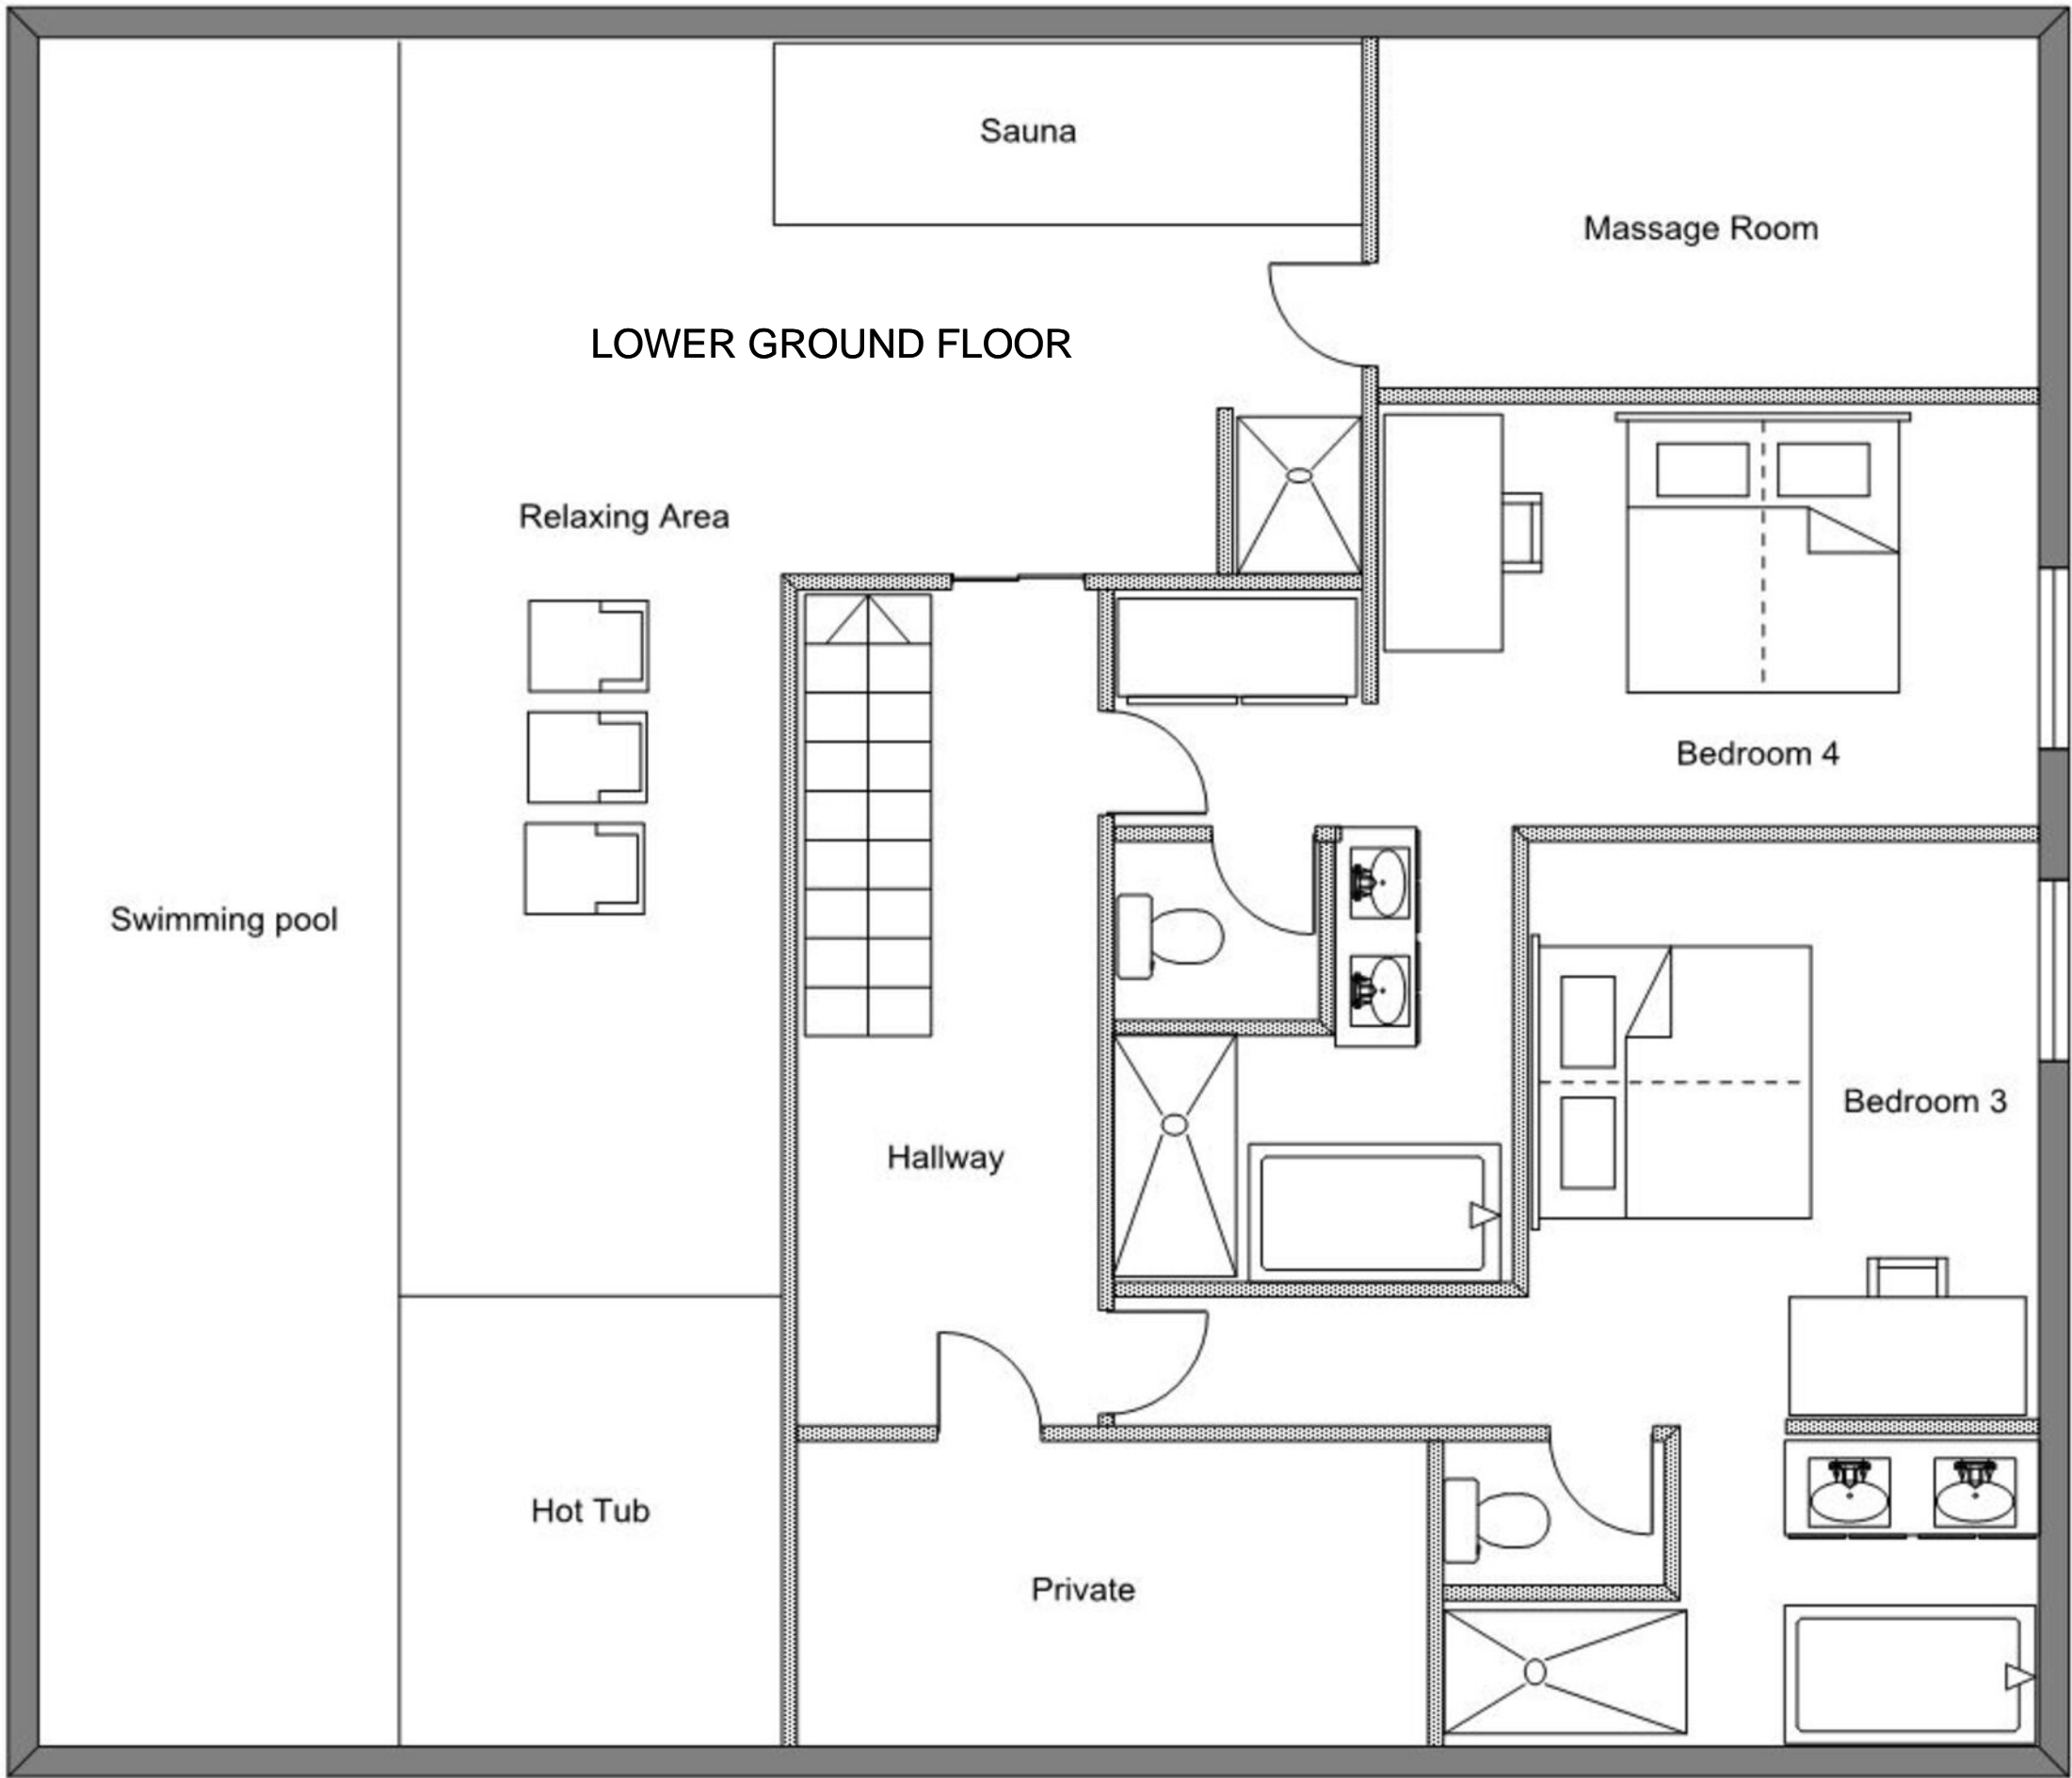 Sauna
Massage Room
LOWER GROUND FLOOR
Relaxing Area
Bedroom 4
Swimming pool
Bedroom 3
Hallway
Hot Tub
Private